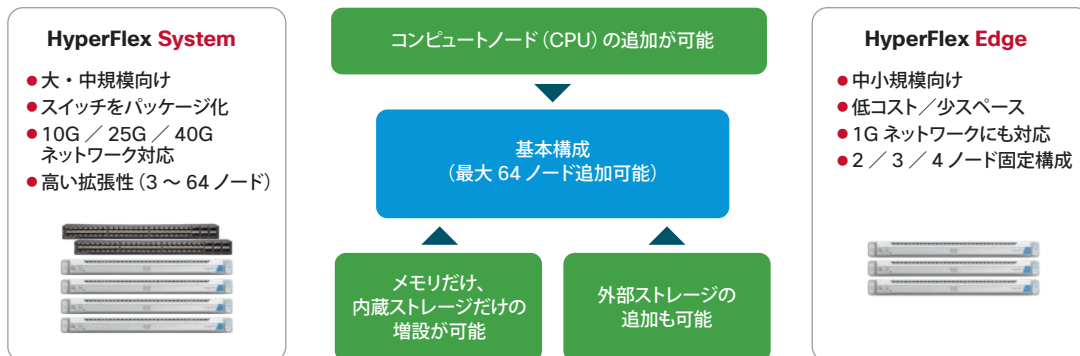 HyperFlex System
● 大・中規模向け
● スイッチをパッケージ化
● 10G ／ 25G ／ 40G
ネットワーク対応
● 高い拡張性（3 ～ 64 ノード）
コンピュートノード（CPU）の追加が可能
基本構成
（最大 64 ノード追加可能）
メモリだけ、
内蔵ストレージだけの
増設が可能
外部ストレージの
追加も可能
HyperFlex Edge
● 中小規模向け
● 低コスト／少スペース
● 1G ネットワークにも対応
● 2 ／ 3 ／ 4 ノード固定構成